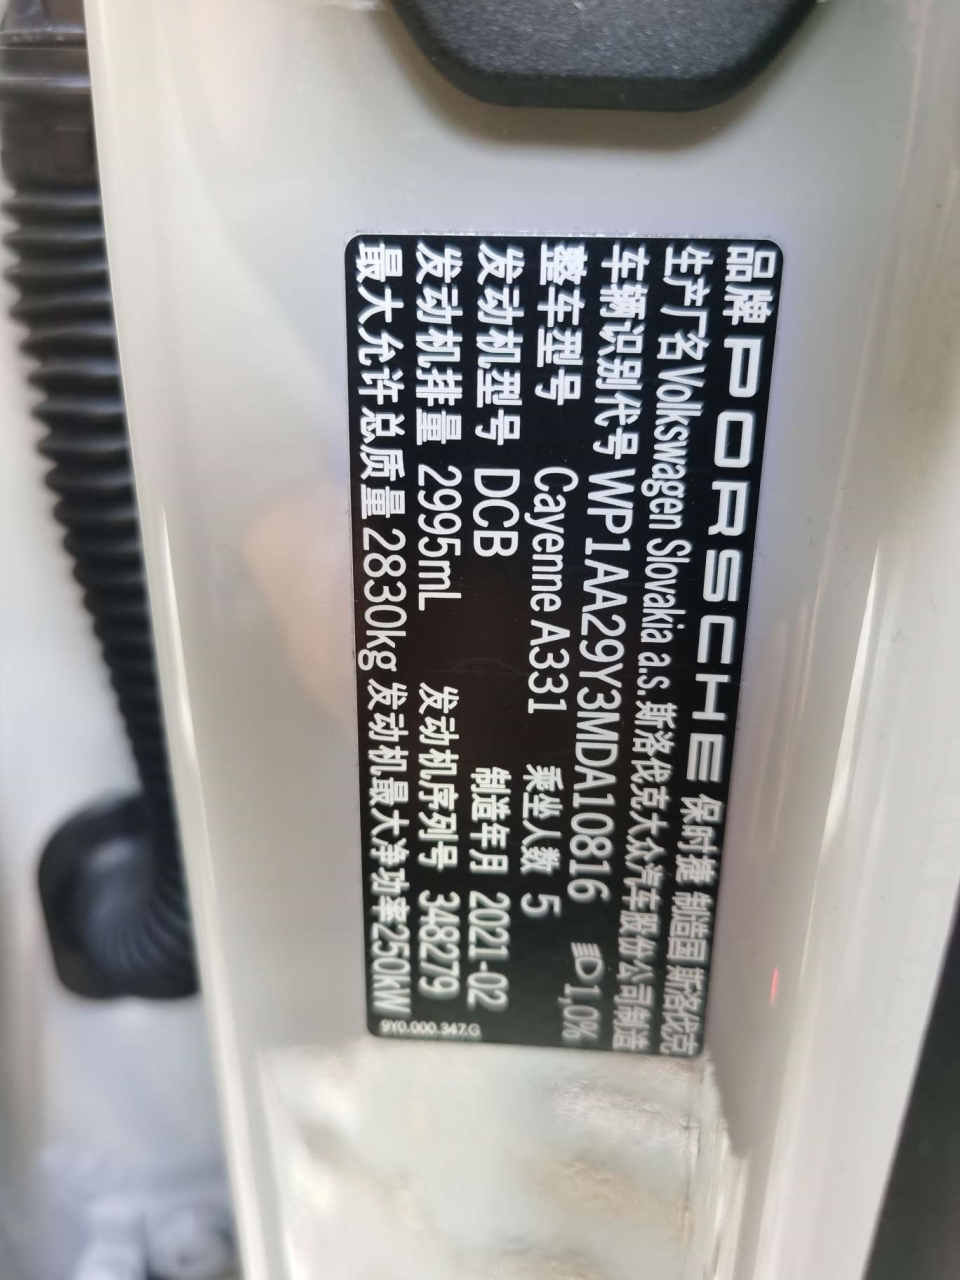 品牌 PORSCHE 保时捷 制造国 斯洛伐克
生产厂名 Volkswagen Slovakia a.s. 斯洛伐克大众汽车股份公司制造
车辆识别代号 WP1AA29Y3MDA10816 1,0%
整车型号 Cayenne A331 乘坐人数 5
发动机型号 DCB 制造年月 2021-02
发动机排量 2995mL 发动机序列号 348279
最大允许总质量 2830kg 发动机最大净功率250kW
9Y0.000.347.G